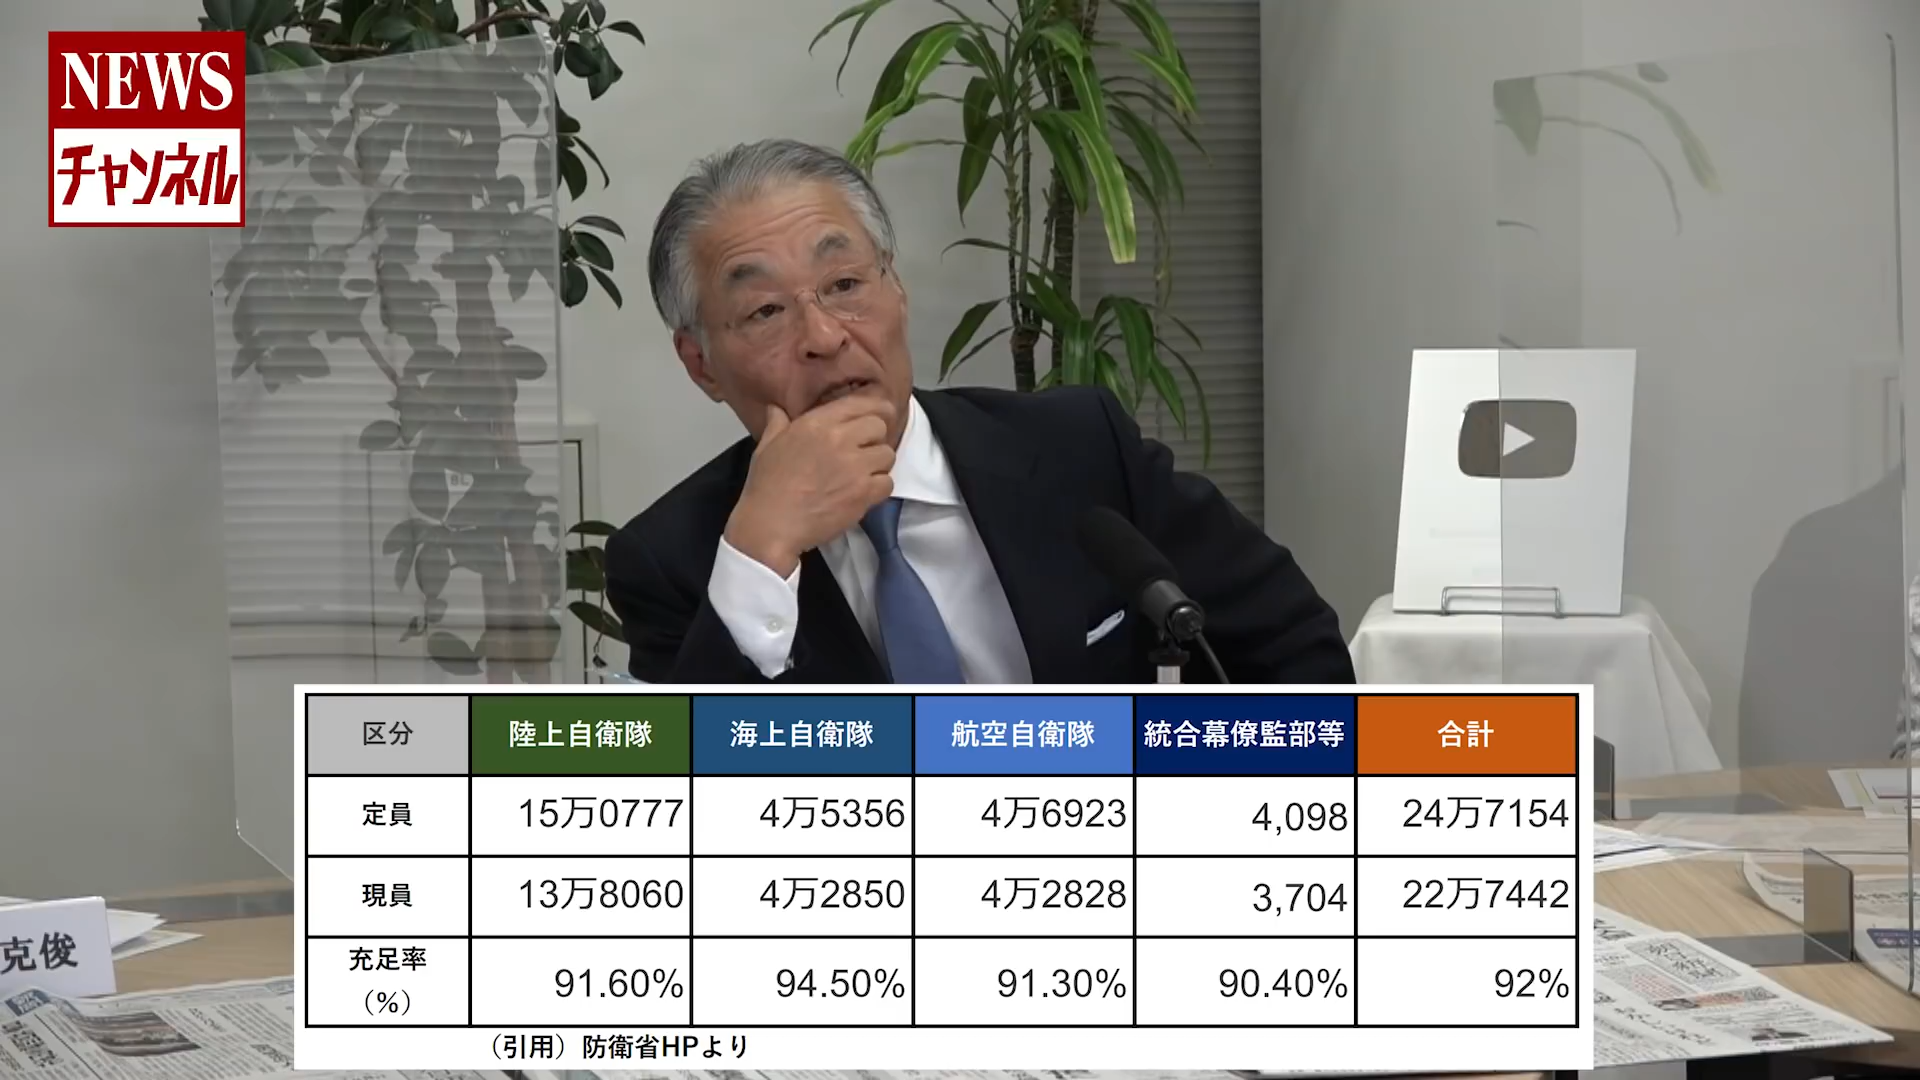 NEWS
チャンネル
克俊
区分 陸上自衛隊 海上自衛隊 航空自衛隊 統合幕僚監部等 合計
定員 15万0777 4万5356 4万6923 4,098 24万7154
現員 13万8060 4万2850 4万2828 3,704 22万7442
充足率
（%） 91.60% 94.50% 91.30% 90.40% 92%
（引用）防衛省HPより